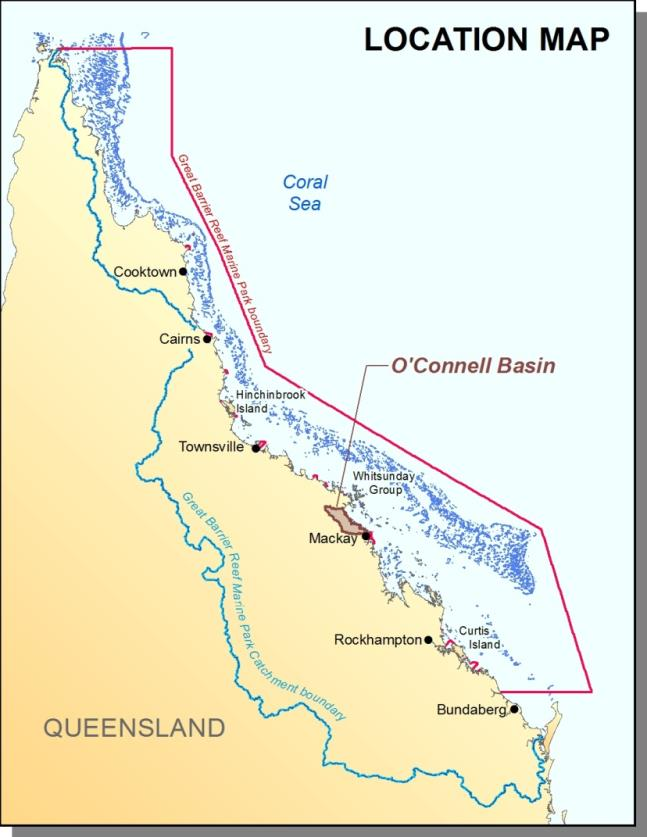 LOCATION MAP
Coral
Sea
Great Barrier Reef Marine Park boundary
Cooktown
Cairns
O'Connell Basin
Hinchinbrook
Island
Townsville
Whitsunday
Group
Great Barrier Reef Marine Park Catchment boundary
Mackay
Rockhampton
Curtis
Island
Bundaberg
QUEENSLAND